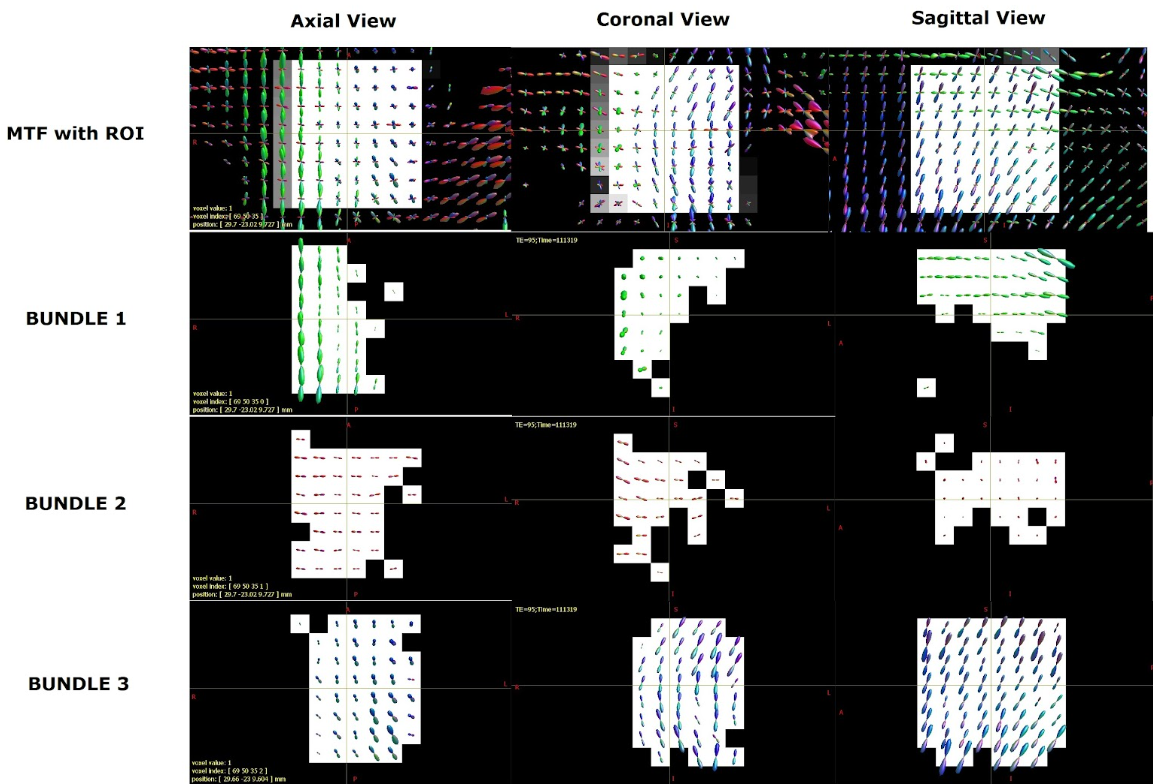 Axial View
Coronal View
Sagittal View
MTF with ROI
A
R
A
voxel value: 1
voxel index: [ 69 50 35 ]
position: [ 29.7 -23.02 9.727 ] mm
P
I
BUNDLE 1
A
TE=95;Time=111319
S
S
R
R
L
A
voxel value: 1
voxel index: [ 69 50 35 0 ]
position: [ 29.7 -23.02 9.727 ] mm
P
I
I
BUNDLE 2
A
TE=95;Time=111319
S
S
R
R
L
A
voxel value: 1
voxel index: [ 69 50 35 1 ]
position: [ 29.7 -23.02 9.727 ] mm
P
I
I
BUNDLE 3
A
TE=95;Time=111319
S
S
R
L
R
L
A
voxel value: 1
voxel index: [ 69 50 35 2 ]
position: [ 29.66 -23 9.604 ] mm
P
I
I